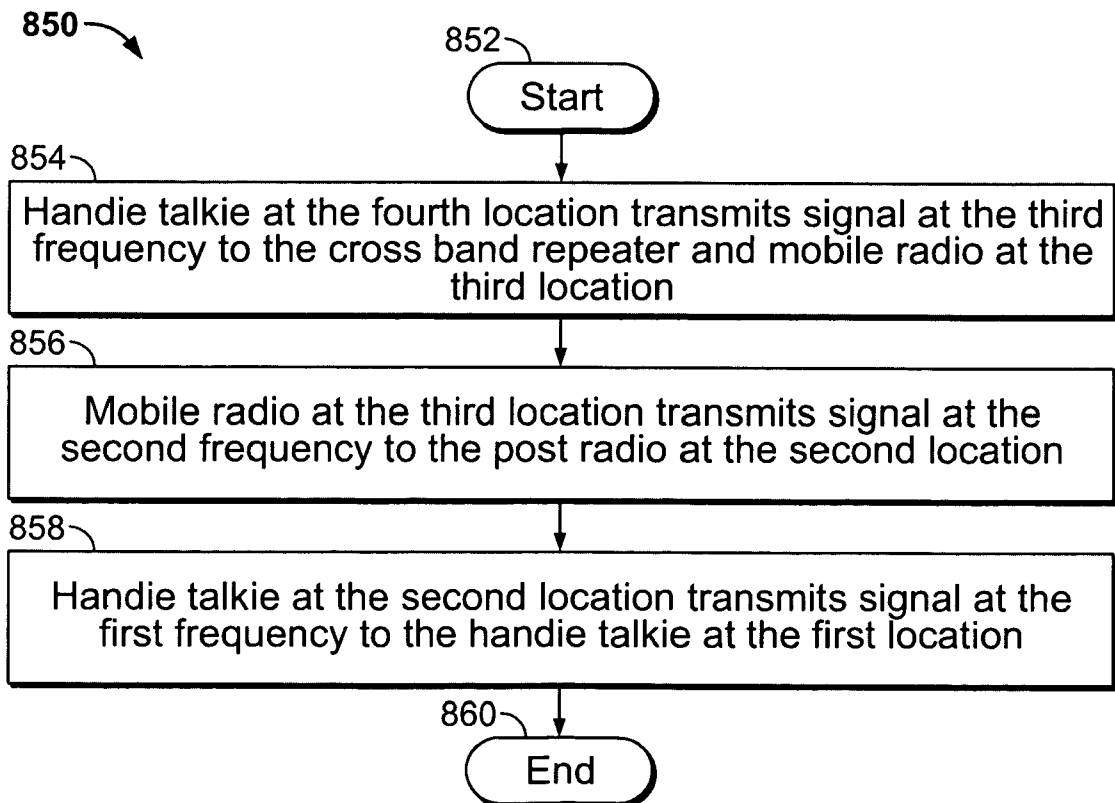 850
852
Start
854
Handie talkie at the fourth location transmits signal at the third
frequency to the cross band repeater and mobile radio at the
third location
856
Mobile radio at the third location transmits signal at the
second frequency to the post radio at the second location
858
Handie talkie at the second location transmits signal at the
first frequency to the handie talkie at the first location
860
End